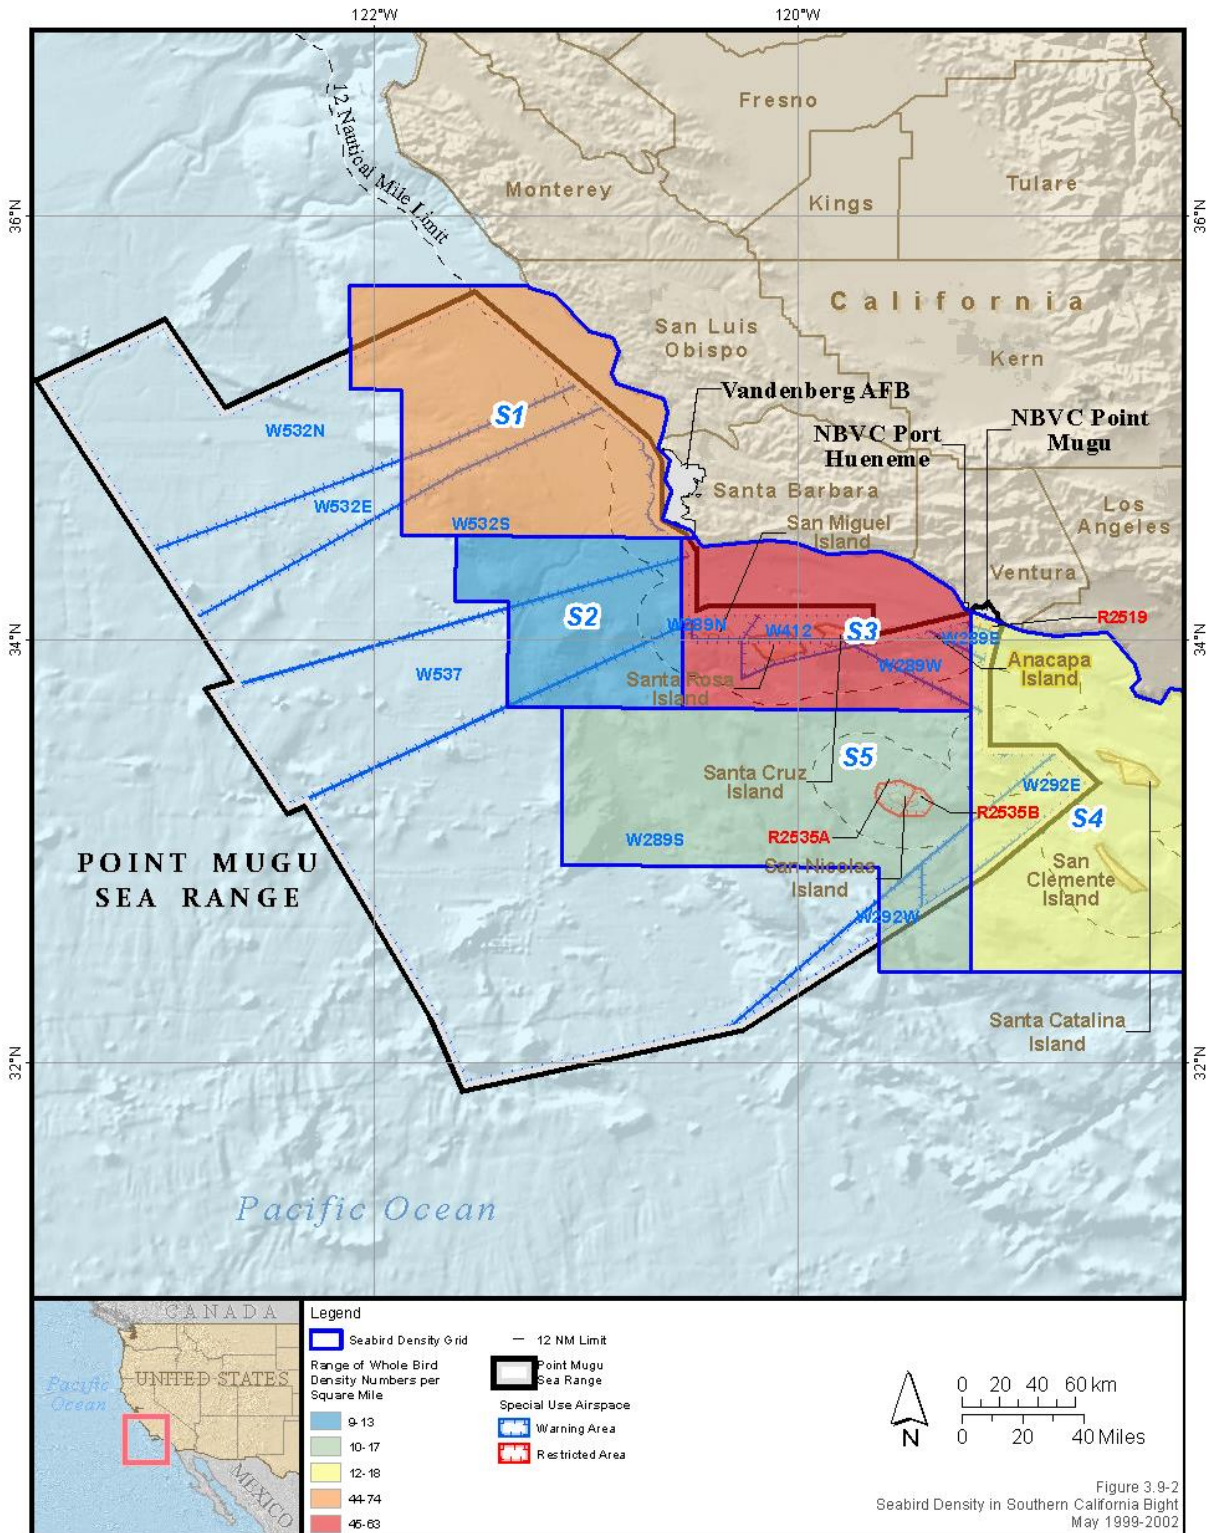 122°W
120°W
Fresno
12 Nautical Mile Limit
Monterey
Tulare
Kings
36°N
36°N
California
San Luis
Obispo
Kern
Vandenberg AFB
NBVC Port
Hueneme
NBVC Point
Mugu
S1
W532N
Santa Barbara
Los
Angeles
W532E
W532S
San Miguel
Island
Ventura
S2
R2519
W289N
W412
S3
W289E
34°N
34°N
W537
Santa Rosa
Island
W289W
Anacapa
Island
S5
Santa Cruz
Island
W292E
R2535B
S4
R2535A
W289S
POINT MUGU
SEA RANGE
San Nicolas
Island
San
Clemente
Island
W292W
Santa Catalina
Island
32°N
32°N
Pacific Ocean
CANADA
UNITED STATES
Pacific
Ocean
MEXICO
Legend
Seabird Density Grid
Range of Whole Bird
Density Numbers per
Square Mile
9-13
10-17
12-18
44-74
45-63
12 NM Limit
Point Mugu
Sea Range
Special Use Airspace
Warning Area
Restricted Area
N
0 20 40 60 km
0 20 40 Miles
Figure 3.9-2
Seabird Density in Southern California Bight
May 1999-2002